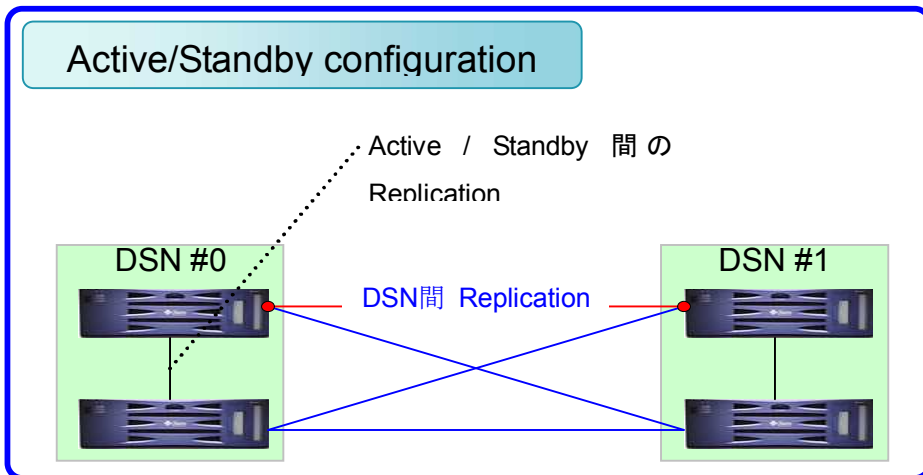 Active/Standby configuration
Active / Standby 間の
Replication
DSN #0
DSN #1
DSN間 Replication